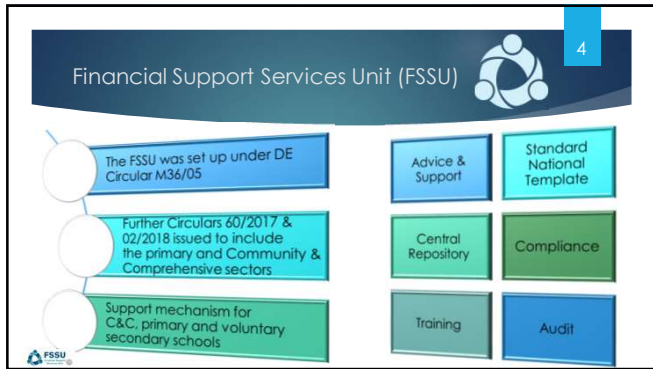 4
Financial Support Services Unit (FSSU)
The FSSU was set up under DE
Circular M36/05
Further Circulars 60/2017 &
02/2018 issued to include
the primary and Community &
Comprehensive sectors
Support mechanism for
C&C, primary and voluntary
secondary schools
Advice &
Support
Standard
National
Template
Central
Repository
Compliance
Training
Audit
FSSU